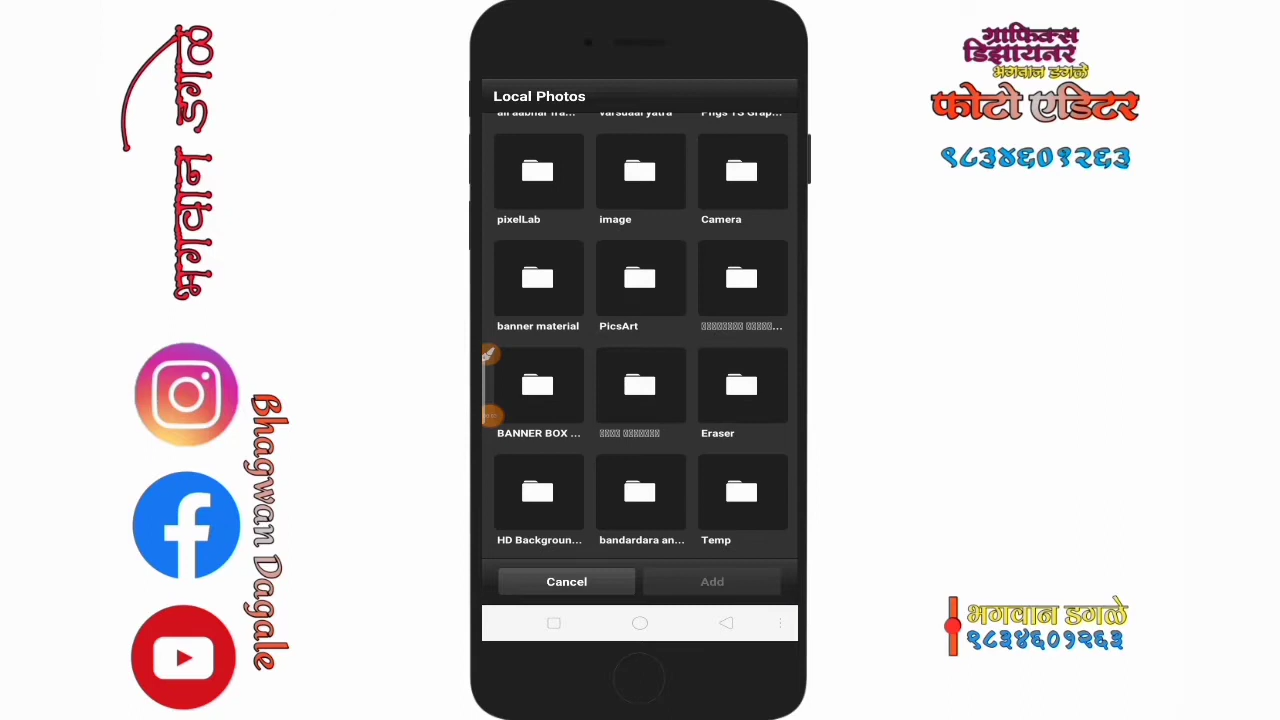 भगवान डगळे
Bhagwan Dagale
Local Photos
pixelLab
image
Camera
banner material
PicsArt
BANNER BOX ...
Eraser
HD Backgroun...
bandardara an...
Temp
Cancel
Add
ग्राफिक्स
डिझायनर
भगवान डगळे
फोटो एडिटर
९८३४६०१२६३
भगवान डगळे
९८३४६०१२६३